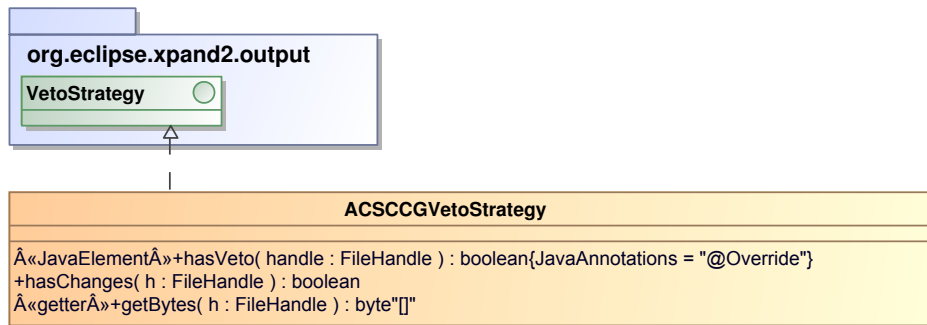 org.eclipse.xpand2.output
VetoStrategy
ACSCCGVetoStrategy
Â«JavaElementÂ»+hasVeto( handle : FileHandle ) : boolean{JavaAnnotations = "@Override"}
+hasChanges( h : FileHandle ) : boolean
Â«getterÂ»+getBytes( h : FileHandle ) : byte"[]"